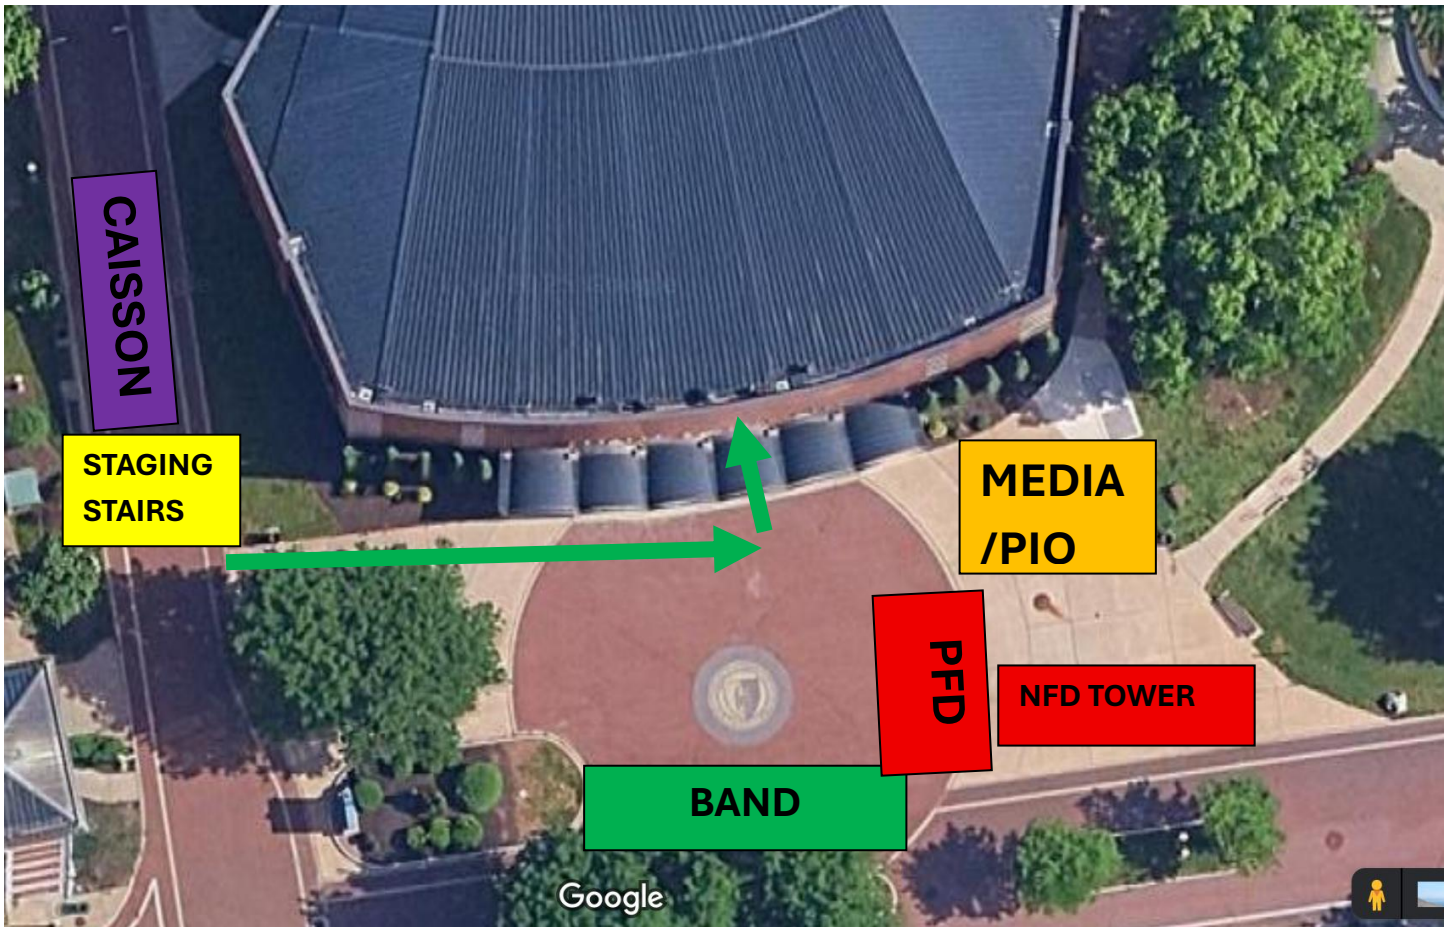 CAISSON
STAGING
STAIRS
MEDIA
/PIO
PFD
NFD TOWER
BAND
Google